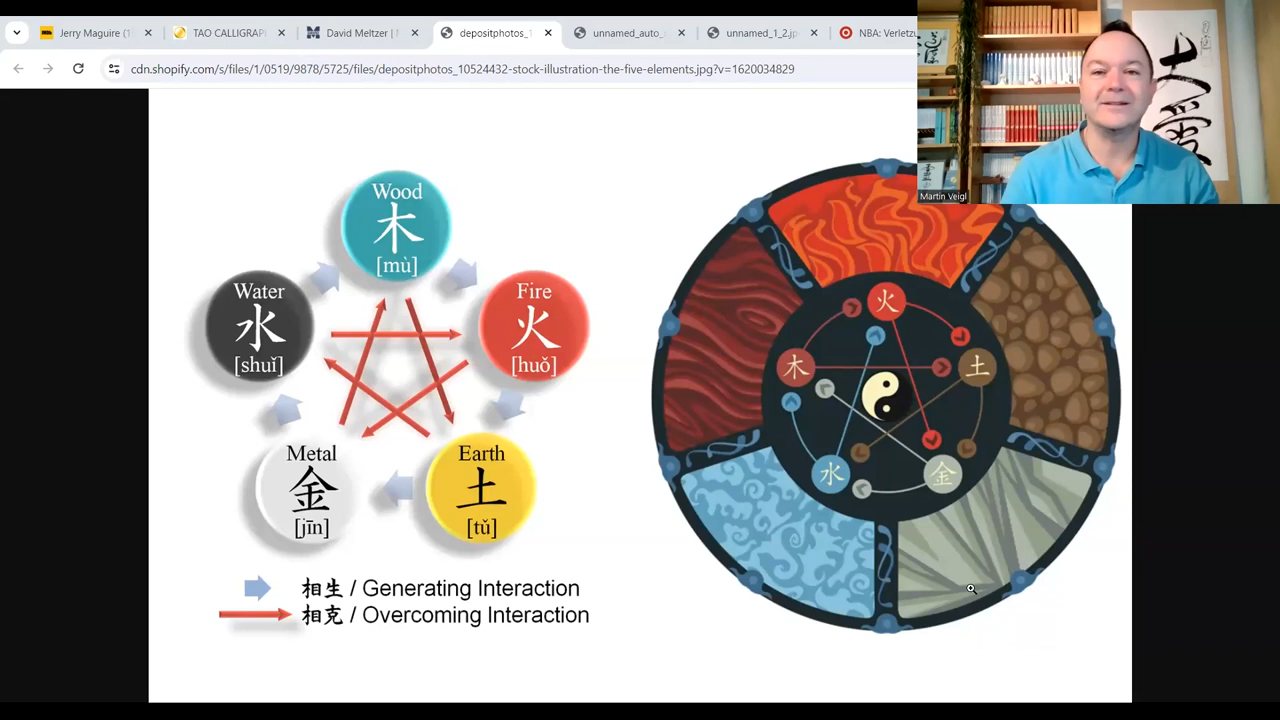 Jerry Maguire (1
TAO CALLIGRAP
David Meltzer | 
depositphotos_1
unnamed_auto_
unnamed_1_2.jp
NBA: Verletzu
cdn.shopify.com/s/files/1/0519/9878/5725/files/depositphotos_10524432-stock-illustration-the-five-elements.jpg?v=1620034829
Martin Veigl
Wood
木
[mù]
Water
水
[shuǐ]
Fire
火
[huǒ]
Metal
金
[jīn]
Earth
土
[tǔ]
相生 / Generating Interaction
相克 / Overcoming Interaction
火
木
土
水
金